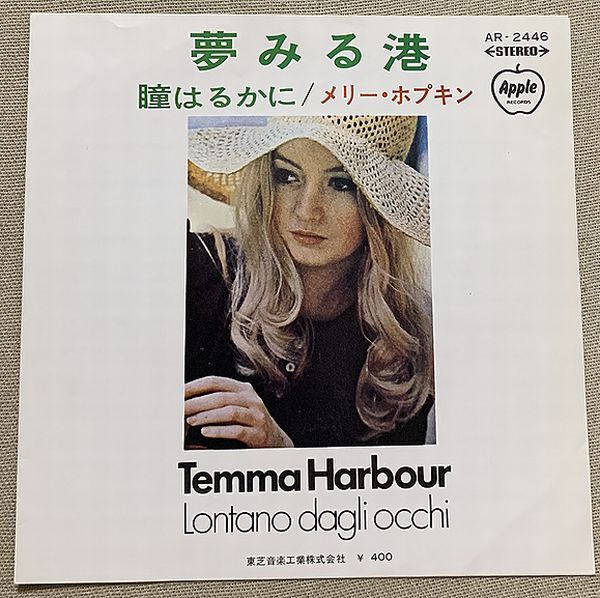 AR-2446
STEREO
夢みる港
瞳はるかに/メリー・ホプキン
Apple
RECORDS
Temma Harbour
Lontano dagli occhi
東芝音楽工業株式会社 ¥ 400